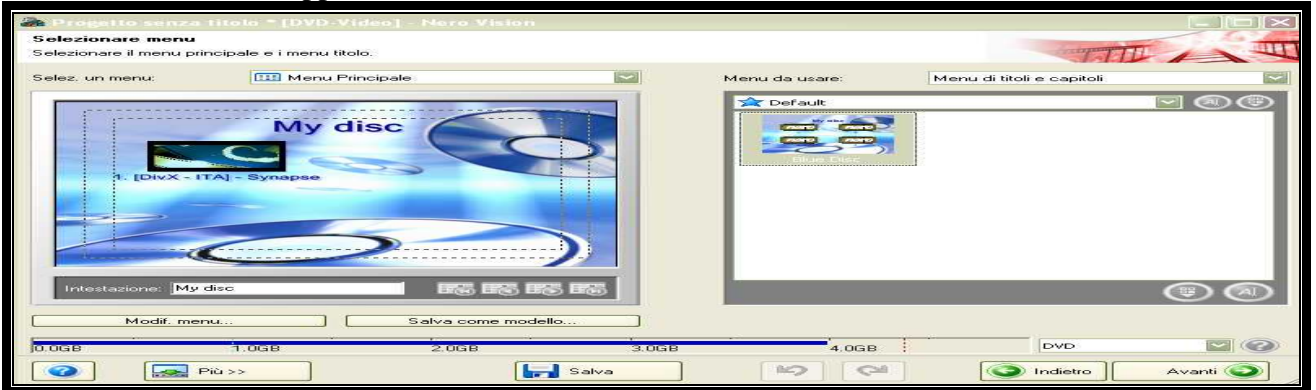 Progetto senza titolo * [DVD-Video] - Nero Vision
Selezionare menu
Selezionare il menu principale e i menu titolo.
Selez. un menu:
Menu Principale
Menu da usare:
Menu di titoli e capitoli
My disc
1. [DivX - ITA] - Synapse
Intestazione:
My disc
Default
Blue Disc
Modif. menu...
Salva come modello...
0.0GB
1.0GB
2.0GB
3.0GB
4.0GB
DVD
Più >>
Salva
Indietro
Avanti